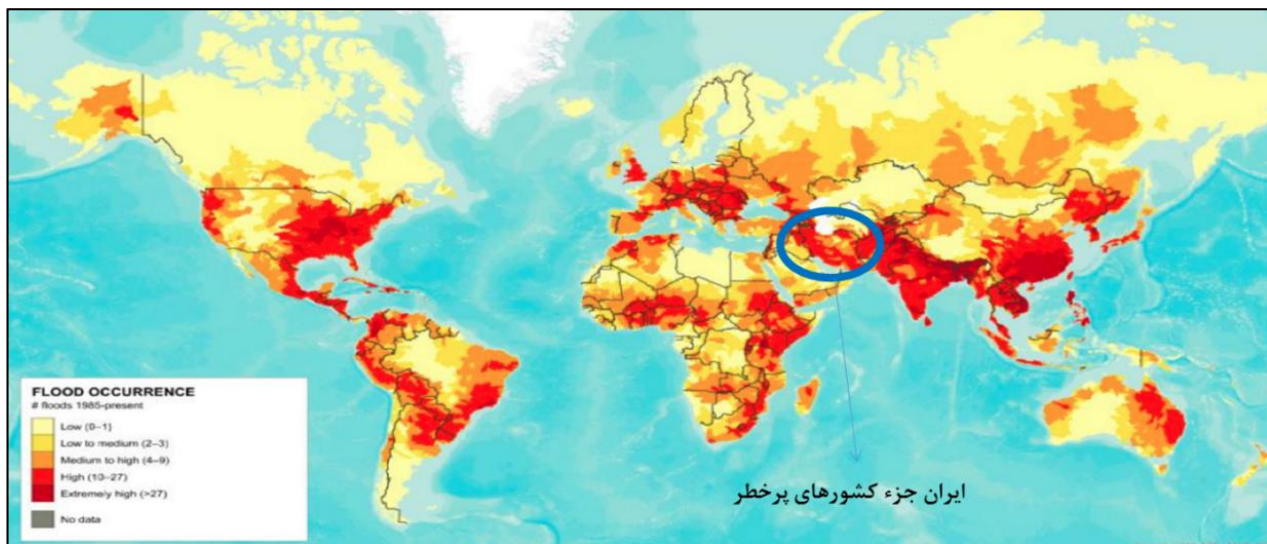 FLOOD OCCURRENCE
# floods 1985-present
Low (0–1)
Low to medium (2–3)
Medium to high (4–9)
High (10–27)
Extremely high (>27)
No data
ایران جزء کشورهای پرخطر